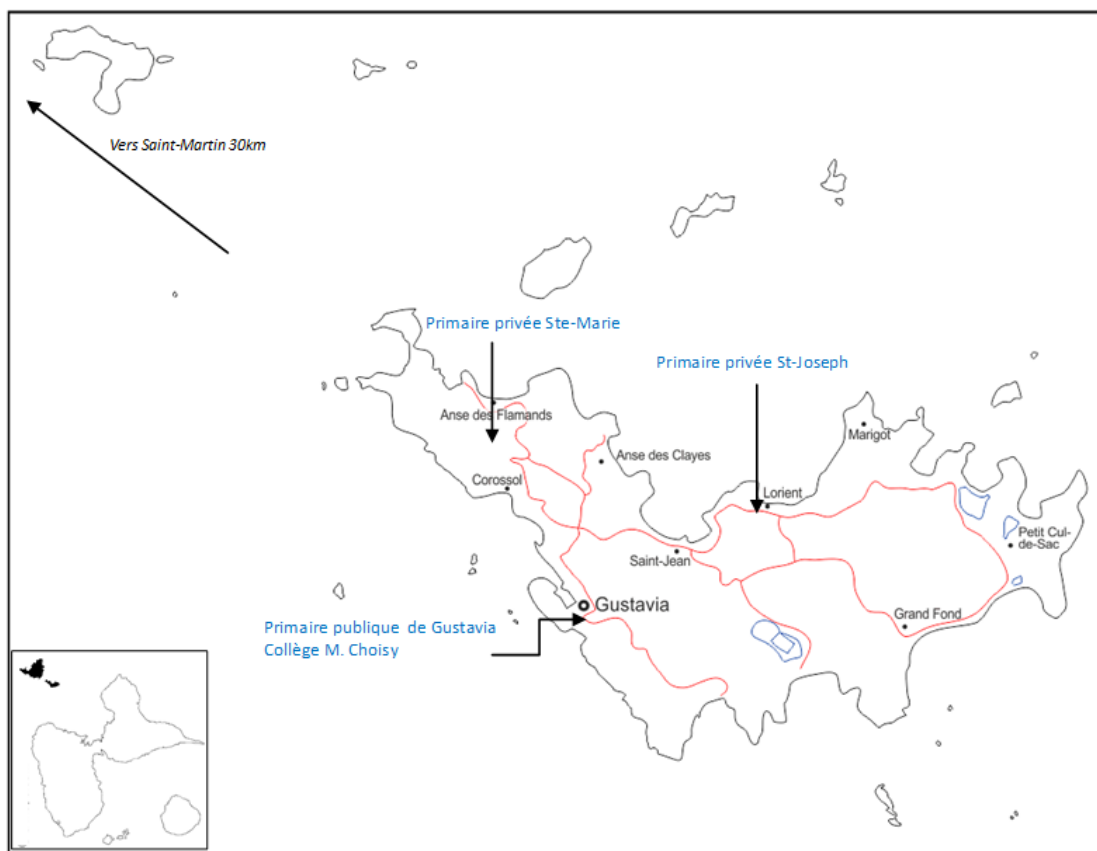 Vers Saint-Martin 30km
Primaire privée Ste-Marie
Primaire privée St-Joseph
Anse des Flamands
Marigot
Anse des Clayes
Corossol
Lorient
Petit Cul-
de-Sac
Saint-Jean
Gustavia
Grand Fond
Primaire publique de Gustavia
Collège M. Choisy